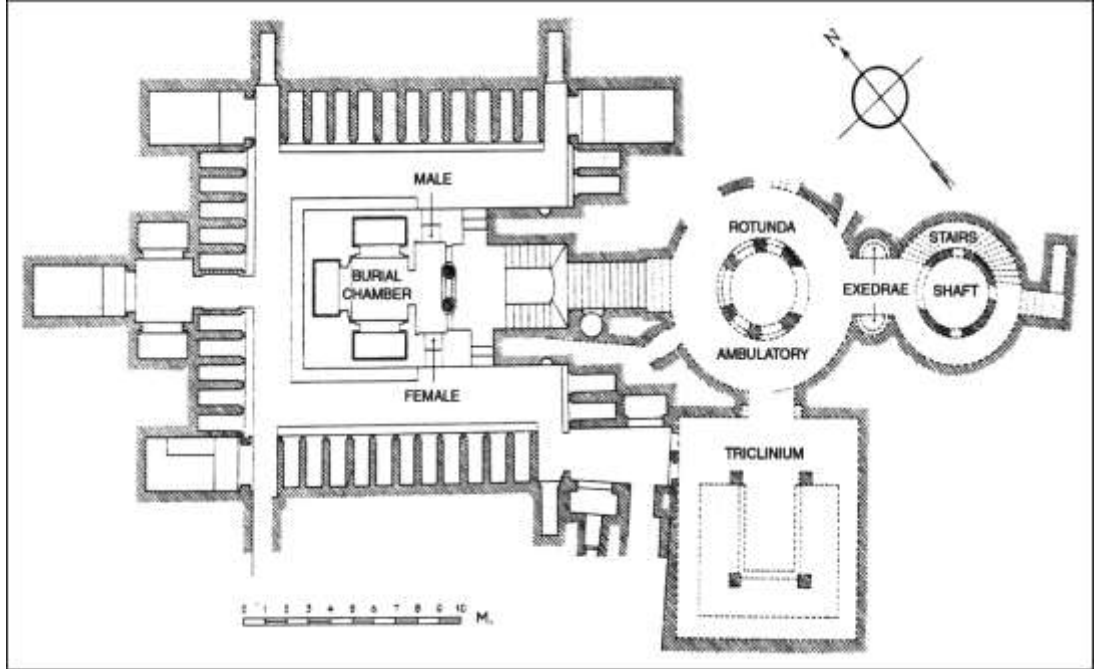 N
MALE
ROTUNDA
STAIRS
BURIAL
CHAMBER
EXEDRAE
SHAFT
AMBULATORY
FEMALE
TRICLINIUM
0 1 2 3 4 5 6 7 8 9 10 M.